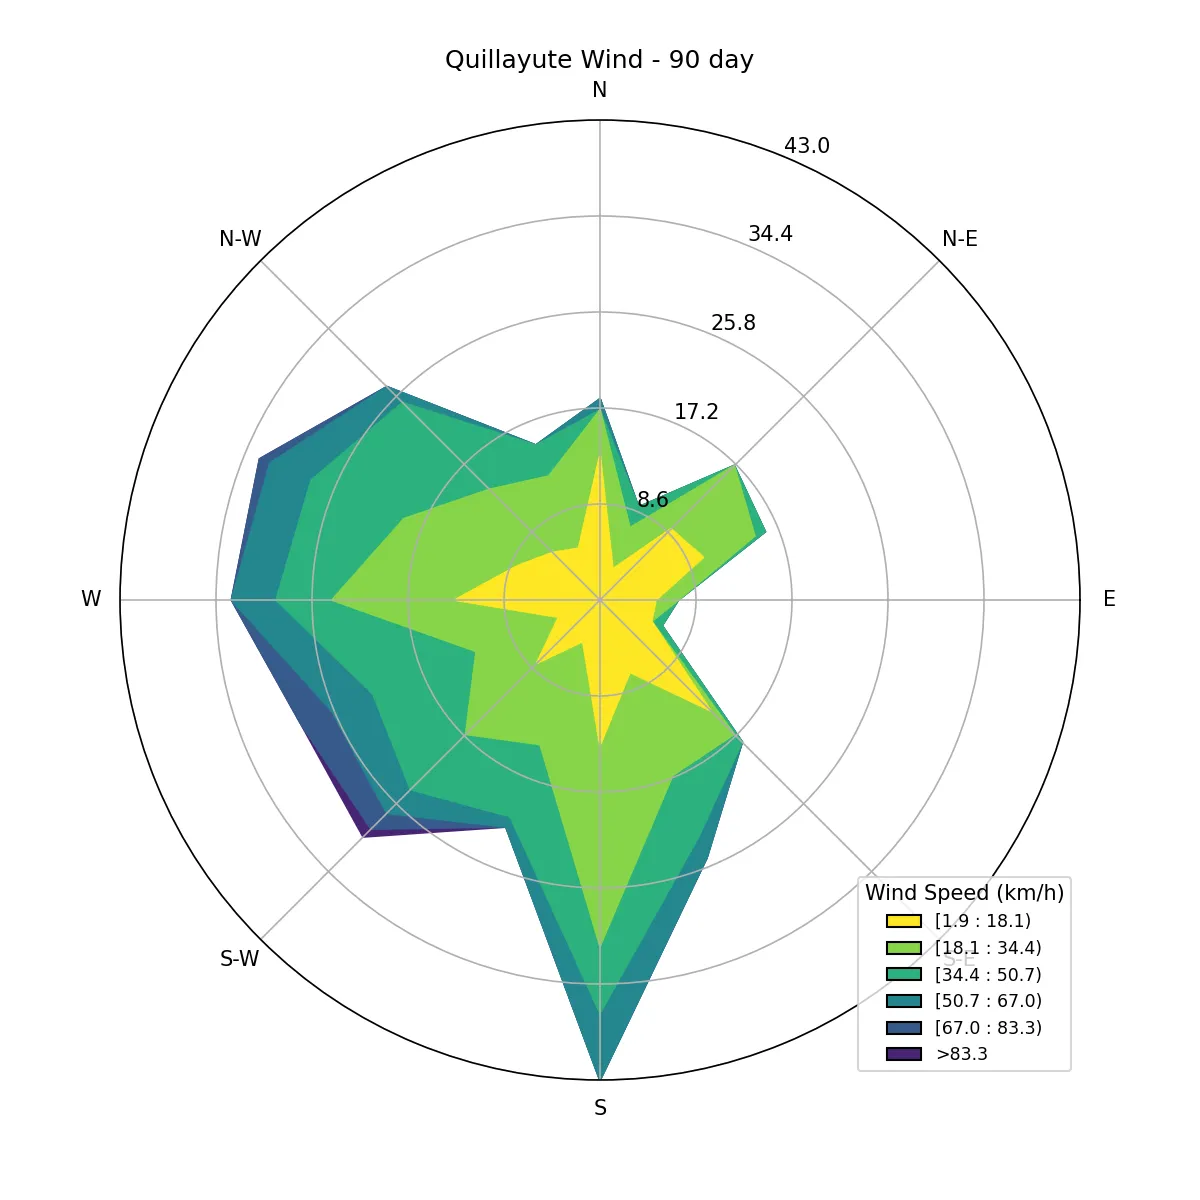 Quillayute Wind - 90 day
N
43.0
N-W
34.4
N-E
25.8
17.2
8.6
W
E
S-W
S-E
S
Wind Speed (km/h)
[1.9 : 18.1)
[18.1 : 34.4)
[34.4 : 50.7)
[50.7 : 67.0)
[67.0 : 83.3)
>83.3